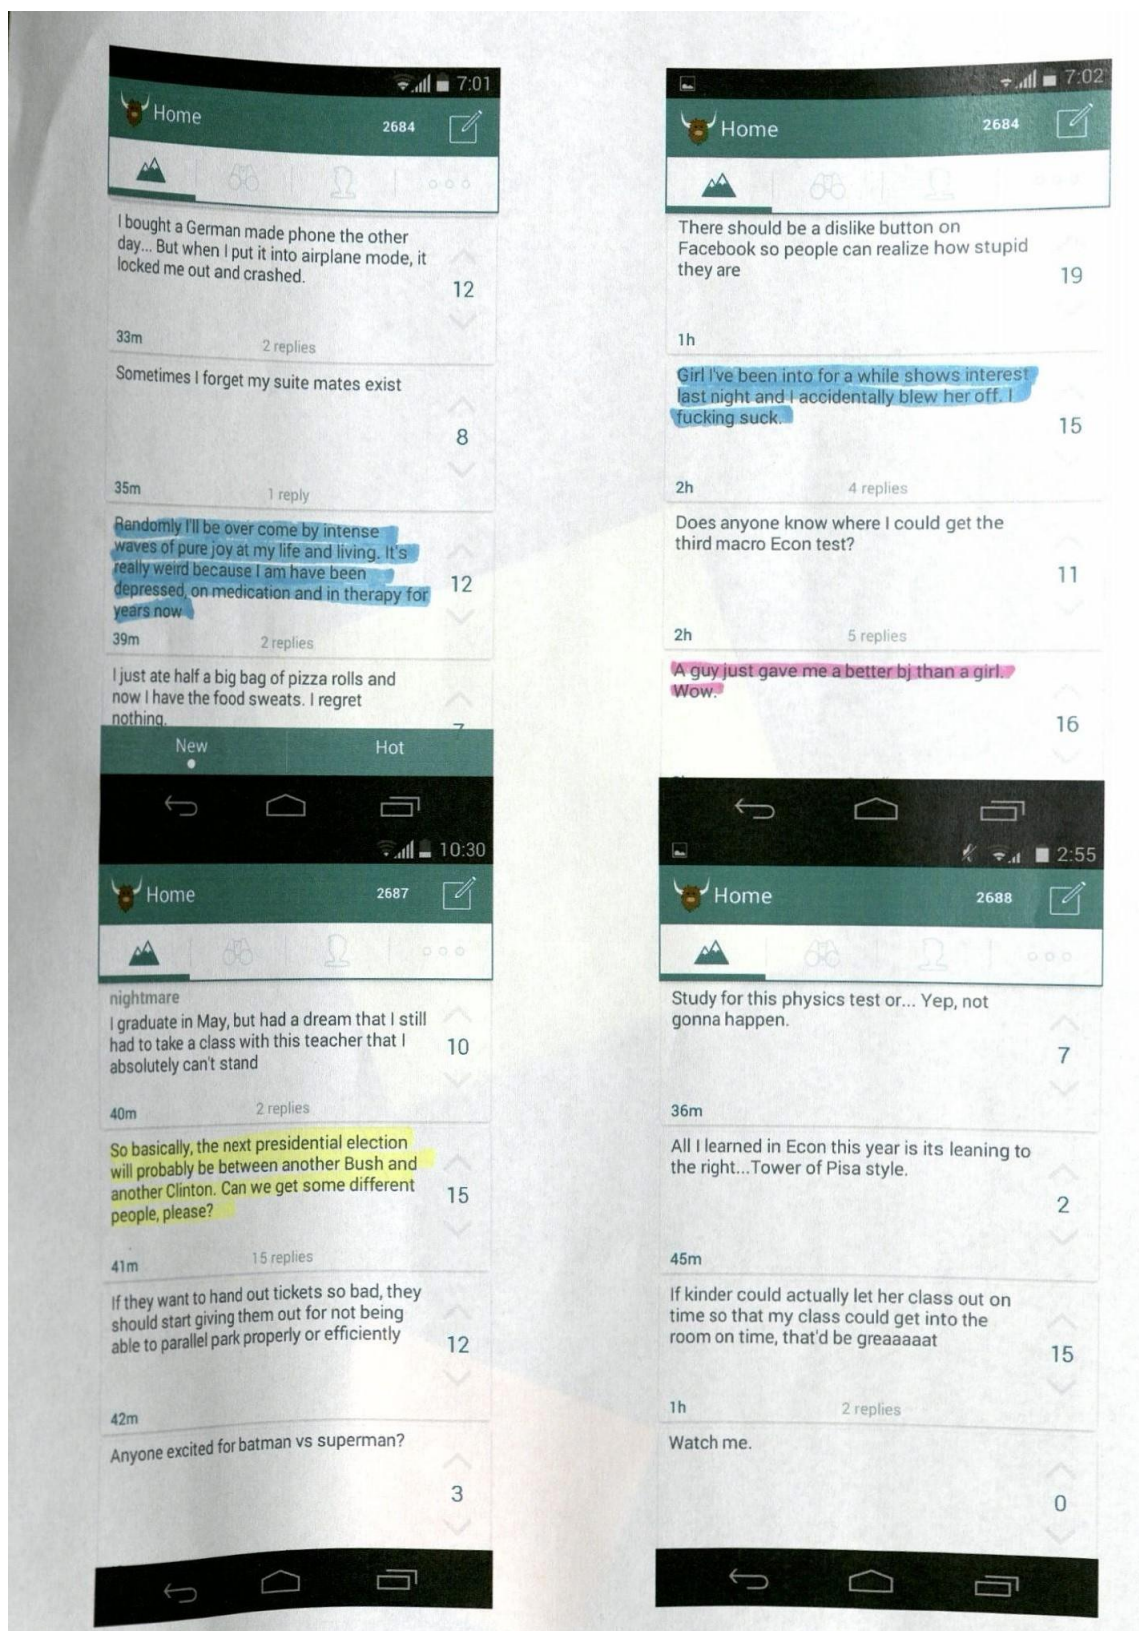 7:01
Home
2684
I bought a German made phone the other
day... But when I put it into airplane mode, it
locked me out and crashed.
12
33m
2 replies
Sometimes I forget my suite mates exist
8
35m
1 reply
Randomly I'll be over come by intense
waves of pure joy at my life and living. It's
really weird because I am have been
depressed, on medication and in therapy for
years now
12
39m
2 replies
I just ate half a big bag of pizza rolls and
now I have the food sweats. I regret
nothing.
New
Hot
7:02
Home
2684
There should be a dislike button on
Facebook so people can realize how stupid
they are
19
1h
Girl I've been into for a while shows interest
last night and I accidentally blew her off. I
fucking suck.
15
2h
4 replies
Does anyone know where I could get the
third macro Econ test?
11
2h
5 replies
A guy just gave me a better bj than a girl.
Wow.
16
10:30
Home
2687
nightmare
I graduate in May, but had a dream that I still
had to take a class with this teacher that I
absolutely can't stand
10
40m
2 replies
So basically, the next presidential election
will probably be between another Bush and
another Clinton. Can we get some different
people, please?
15
41m
15 replies
If they want to hand out tickets so bad, they
should start giving them out for not being
able to parallel park properly or efficiently
12
42m
Anyone excited for batman vs superman?
3
2:55
Home
2688
Study for this physics test or... Yep, not
gonna happen.
7
36m
All I learned in Econ this year is its leaning to
the right...Tower of Pisa style.
2
45m
If kinder could actually let her class out on
time so that my class could get into the
room on time, that'd be greaaaaat
15
1h
2 replies
Watch me.
0